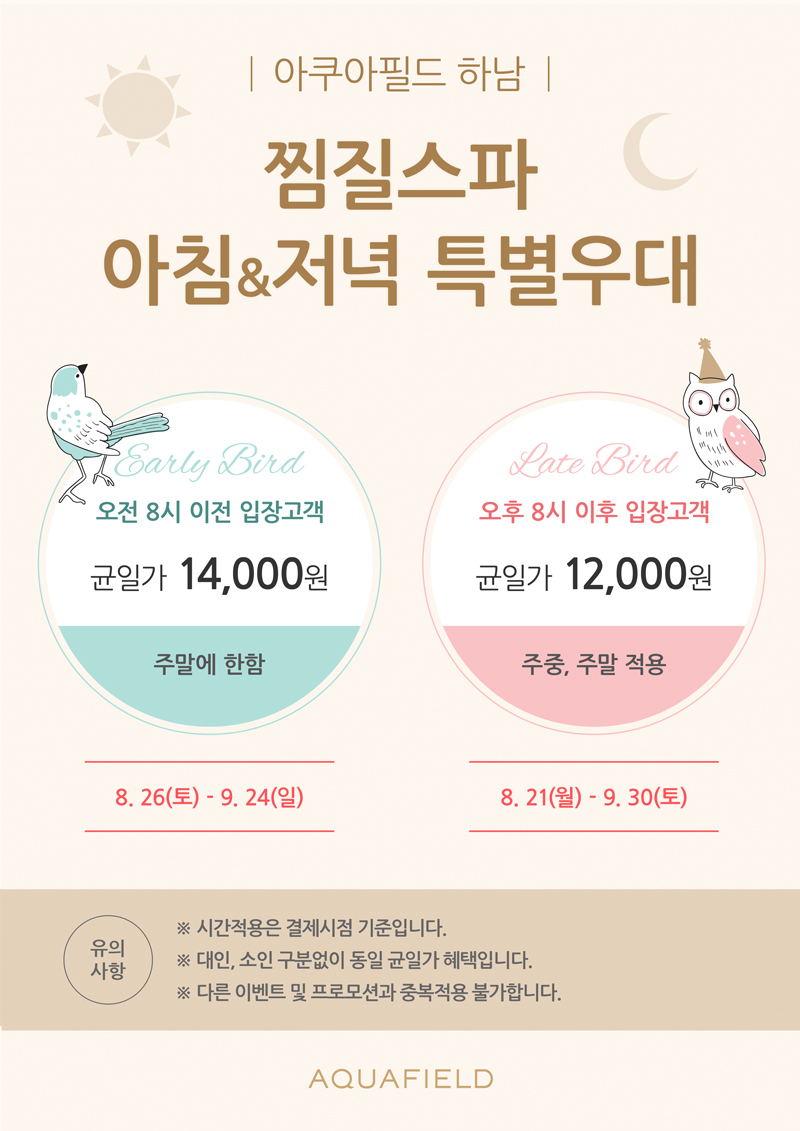 | 아쿠아필드 하남 |
찜질스파
아침&저녁 특별우대
Early Bird
오전 8시 이전 입장고객
균일가 14,000원
주말에 한함
8. 26(토) - 9. 24(일)
Late Bird
오후 8시 이후 입장고객
균일가 12,000원
주중, 주말 적용
8. 21(월) - 9. 30(토)
유의
사항
※ 시간적용은 결제시점 기준입니다.
※ 대인, 소인 구분없이 동일 균일가 혜택입니다.
※ 다른 이벤트 및 프로모션과 중복적용 불가합니다.
AQUAFIELD